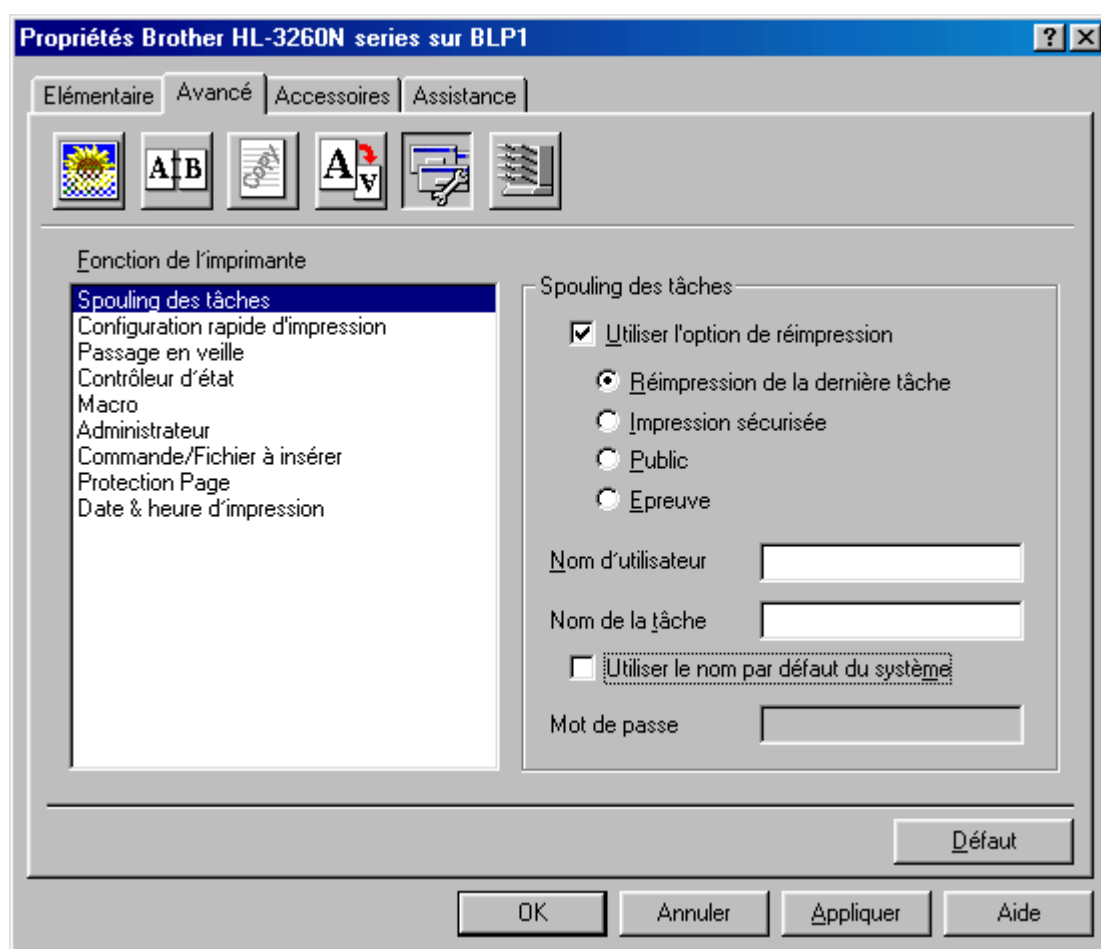 Propriétés Brother HL-3260N series sur BLP1
Elémentaire Avancé Accessoires Assistance
A B
Copy
A A
Fonction de l'imprimante
Spouling des tâches
Configuration rapide d'impression
Passage en veille
Contrôleur d´état
Macro
Administrateur
Commande/Fichier à insérer
Protection Page
Date & heure d´impression
Spouling des tâches
Utiliser l'option de réimpression
Réimpression de la dernière tâche
Impression sécurisée
Public
Epreuve
Nom d´utilisateur
Nom de la tâche
Utiliser le nom par défaut du système
Mot de passe
Défaut
OK Annuler Appliquer Aide